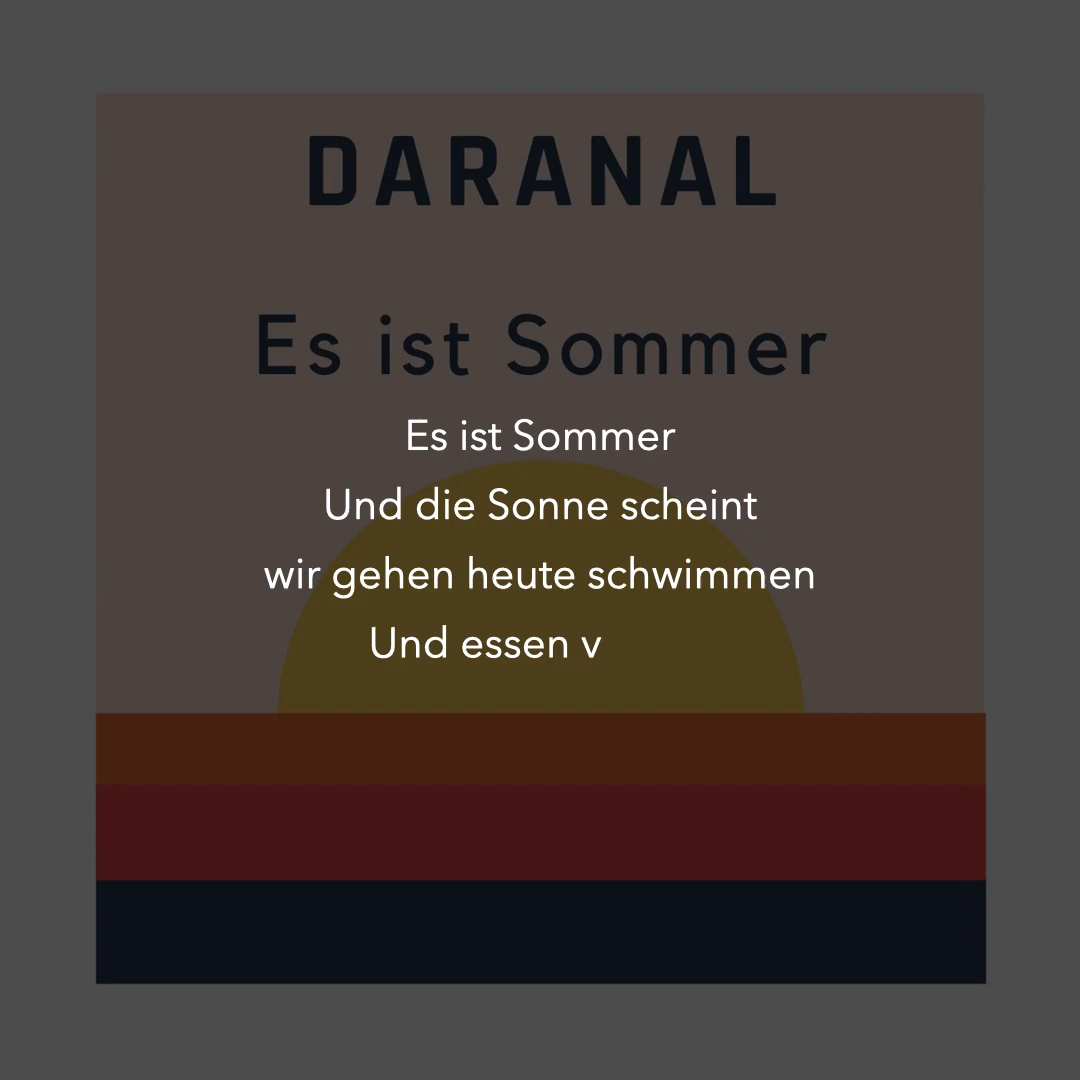 DARANAL
Es ist Sommer
Es ist Sommer
Und die Sonne scheint
wir gehen heute schwimmen
Und essen v